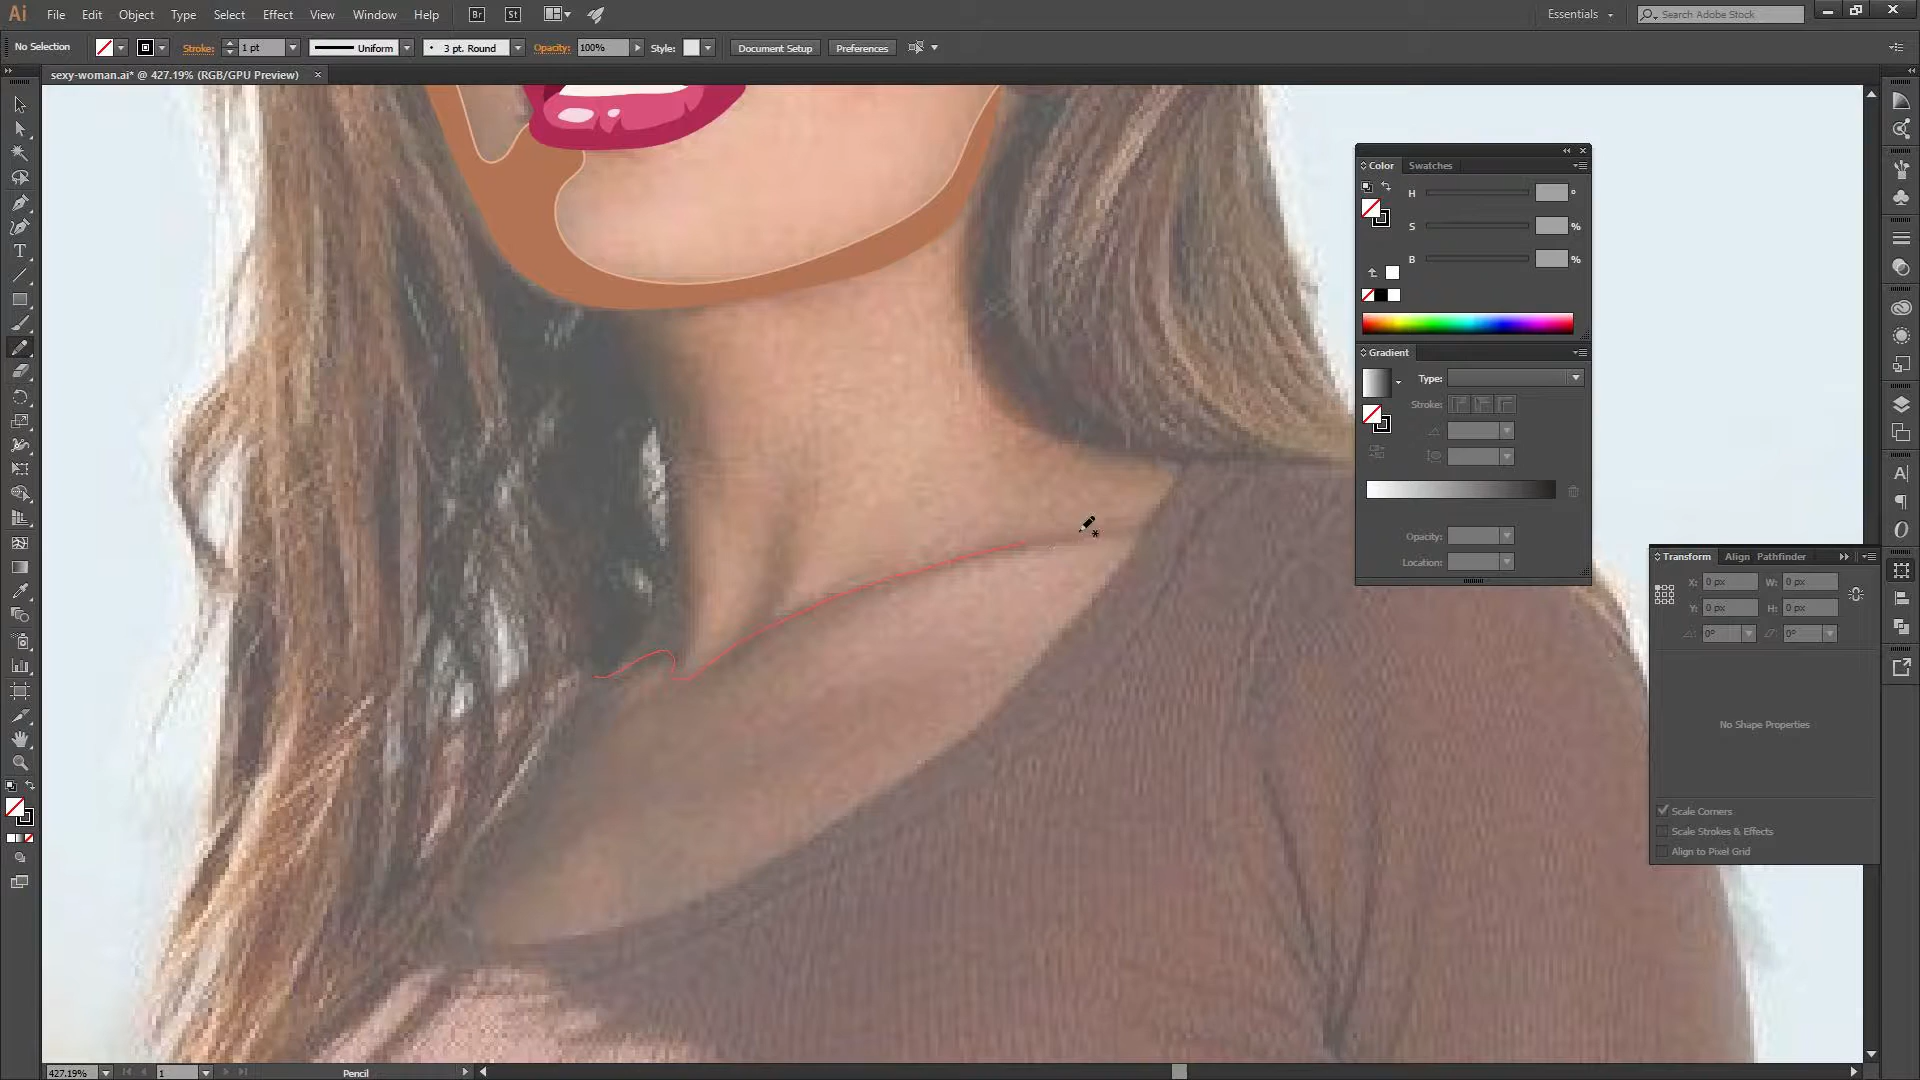 Ai File Edit Object Type Select Effect View Window Help Br St Essentials Search Adobe Stock
No Selection Stroke: 1 pt Uniform 3 pt. Round Opacity: 100% Style: Document Setup Preferences
sexy-woman.ai* @ 427.19% (RGB/GPU Preview) ×
Color Swatches
H °
S %
B %
Gradient
Type:
Stroke:
Opacity:
Location:
Transform Align Pathfinder
X: 0 px W: 0 px
Y: 0 px H: 0 px
0° 0°
No Shape Properties
Scale Corners
Scale Strokes & Effects
Align to Pixel Grid
427.19% 1 Pencil